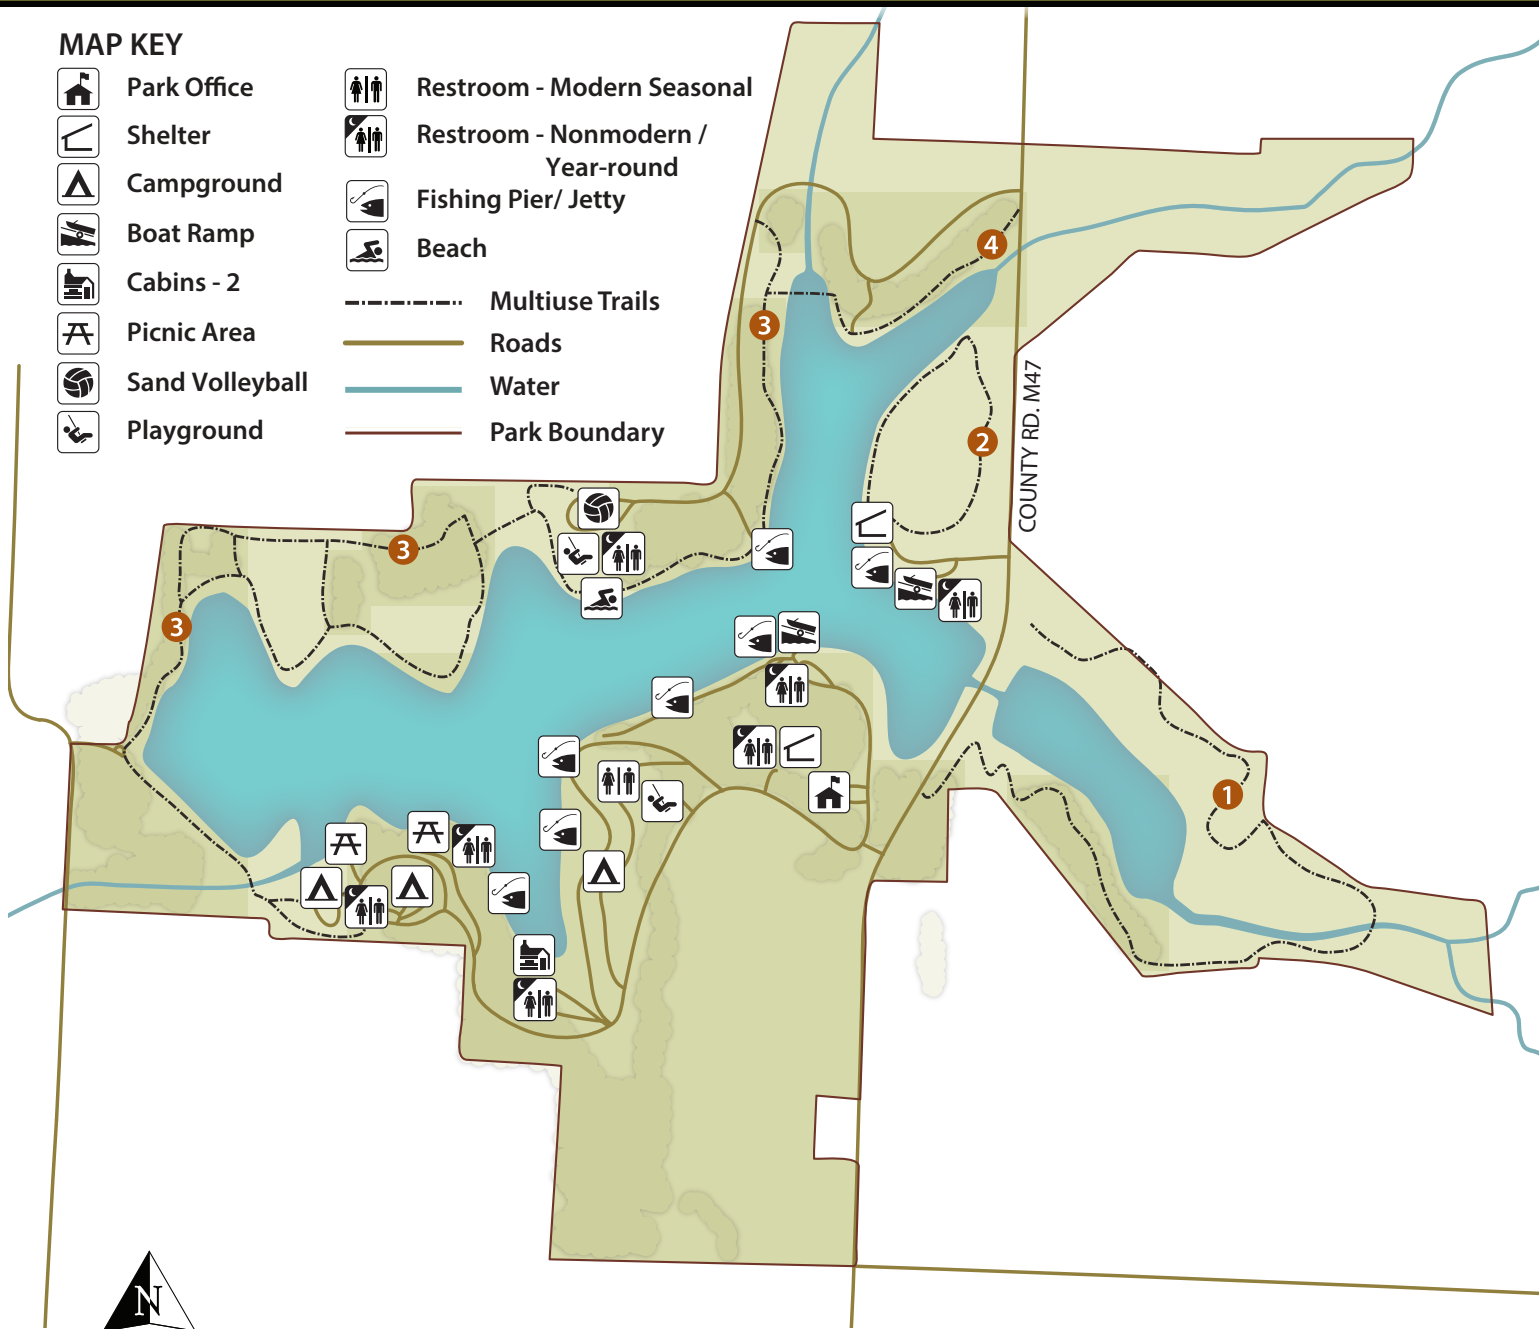 MAP KEY
Park Office
Shelter
Campground
Boat Ramp
Cabins - 2
Picnic Area
Sand Volleyball
Playground
Restroom - Modern Seasonal
Restroom - Nonmodern /
Year-round
Fishing Pier/ Jetty
Beach
Multiuse Trails
Roads
Water
Park Boundary
4
3
2
COUNTY RD. M47
3
3
1
N